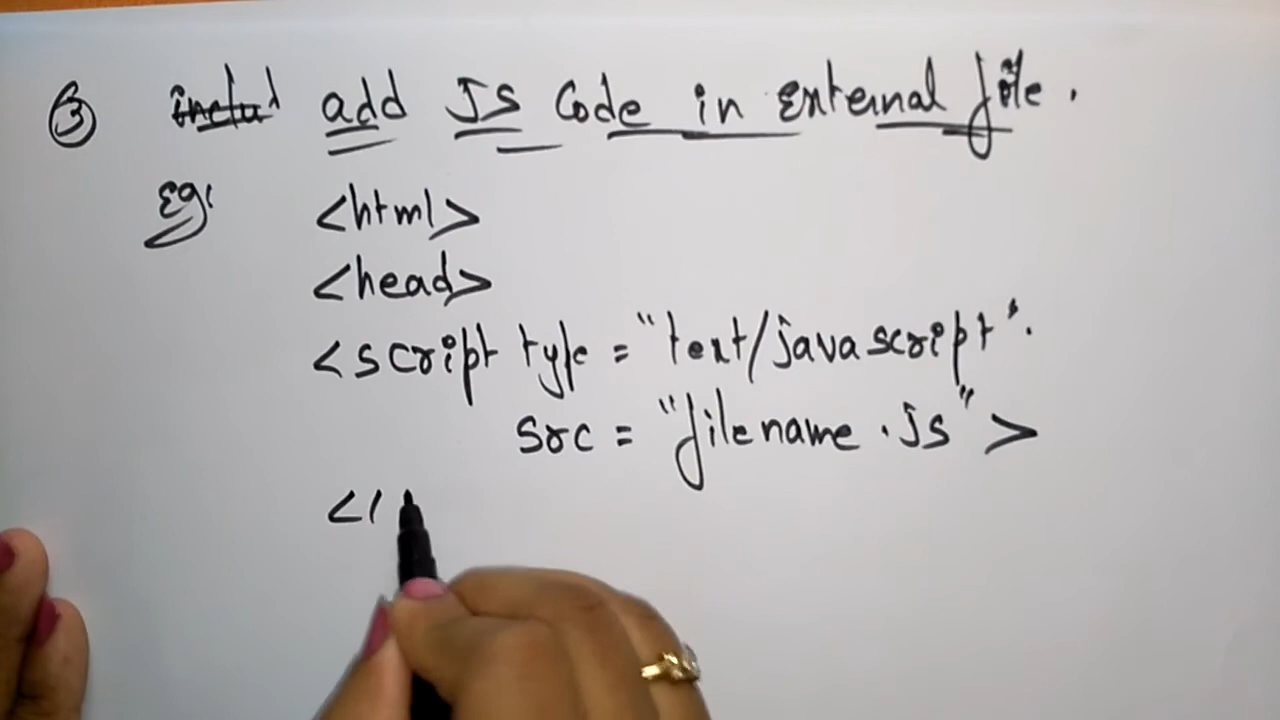 ③ add JS Code in External file.
Eg:
<html>
<head>
<script type = "text/javascript".
src = "filename.js">
</